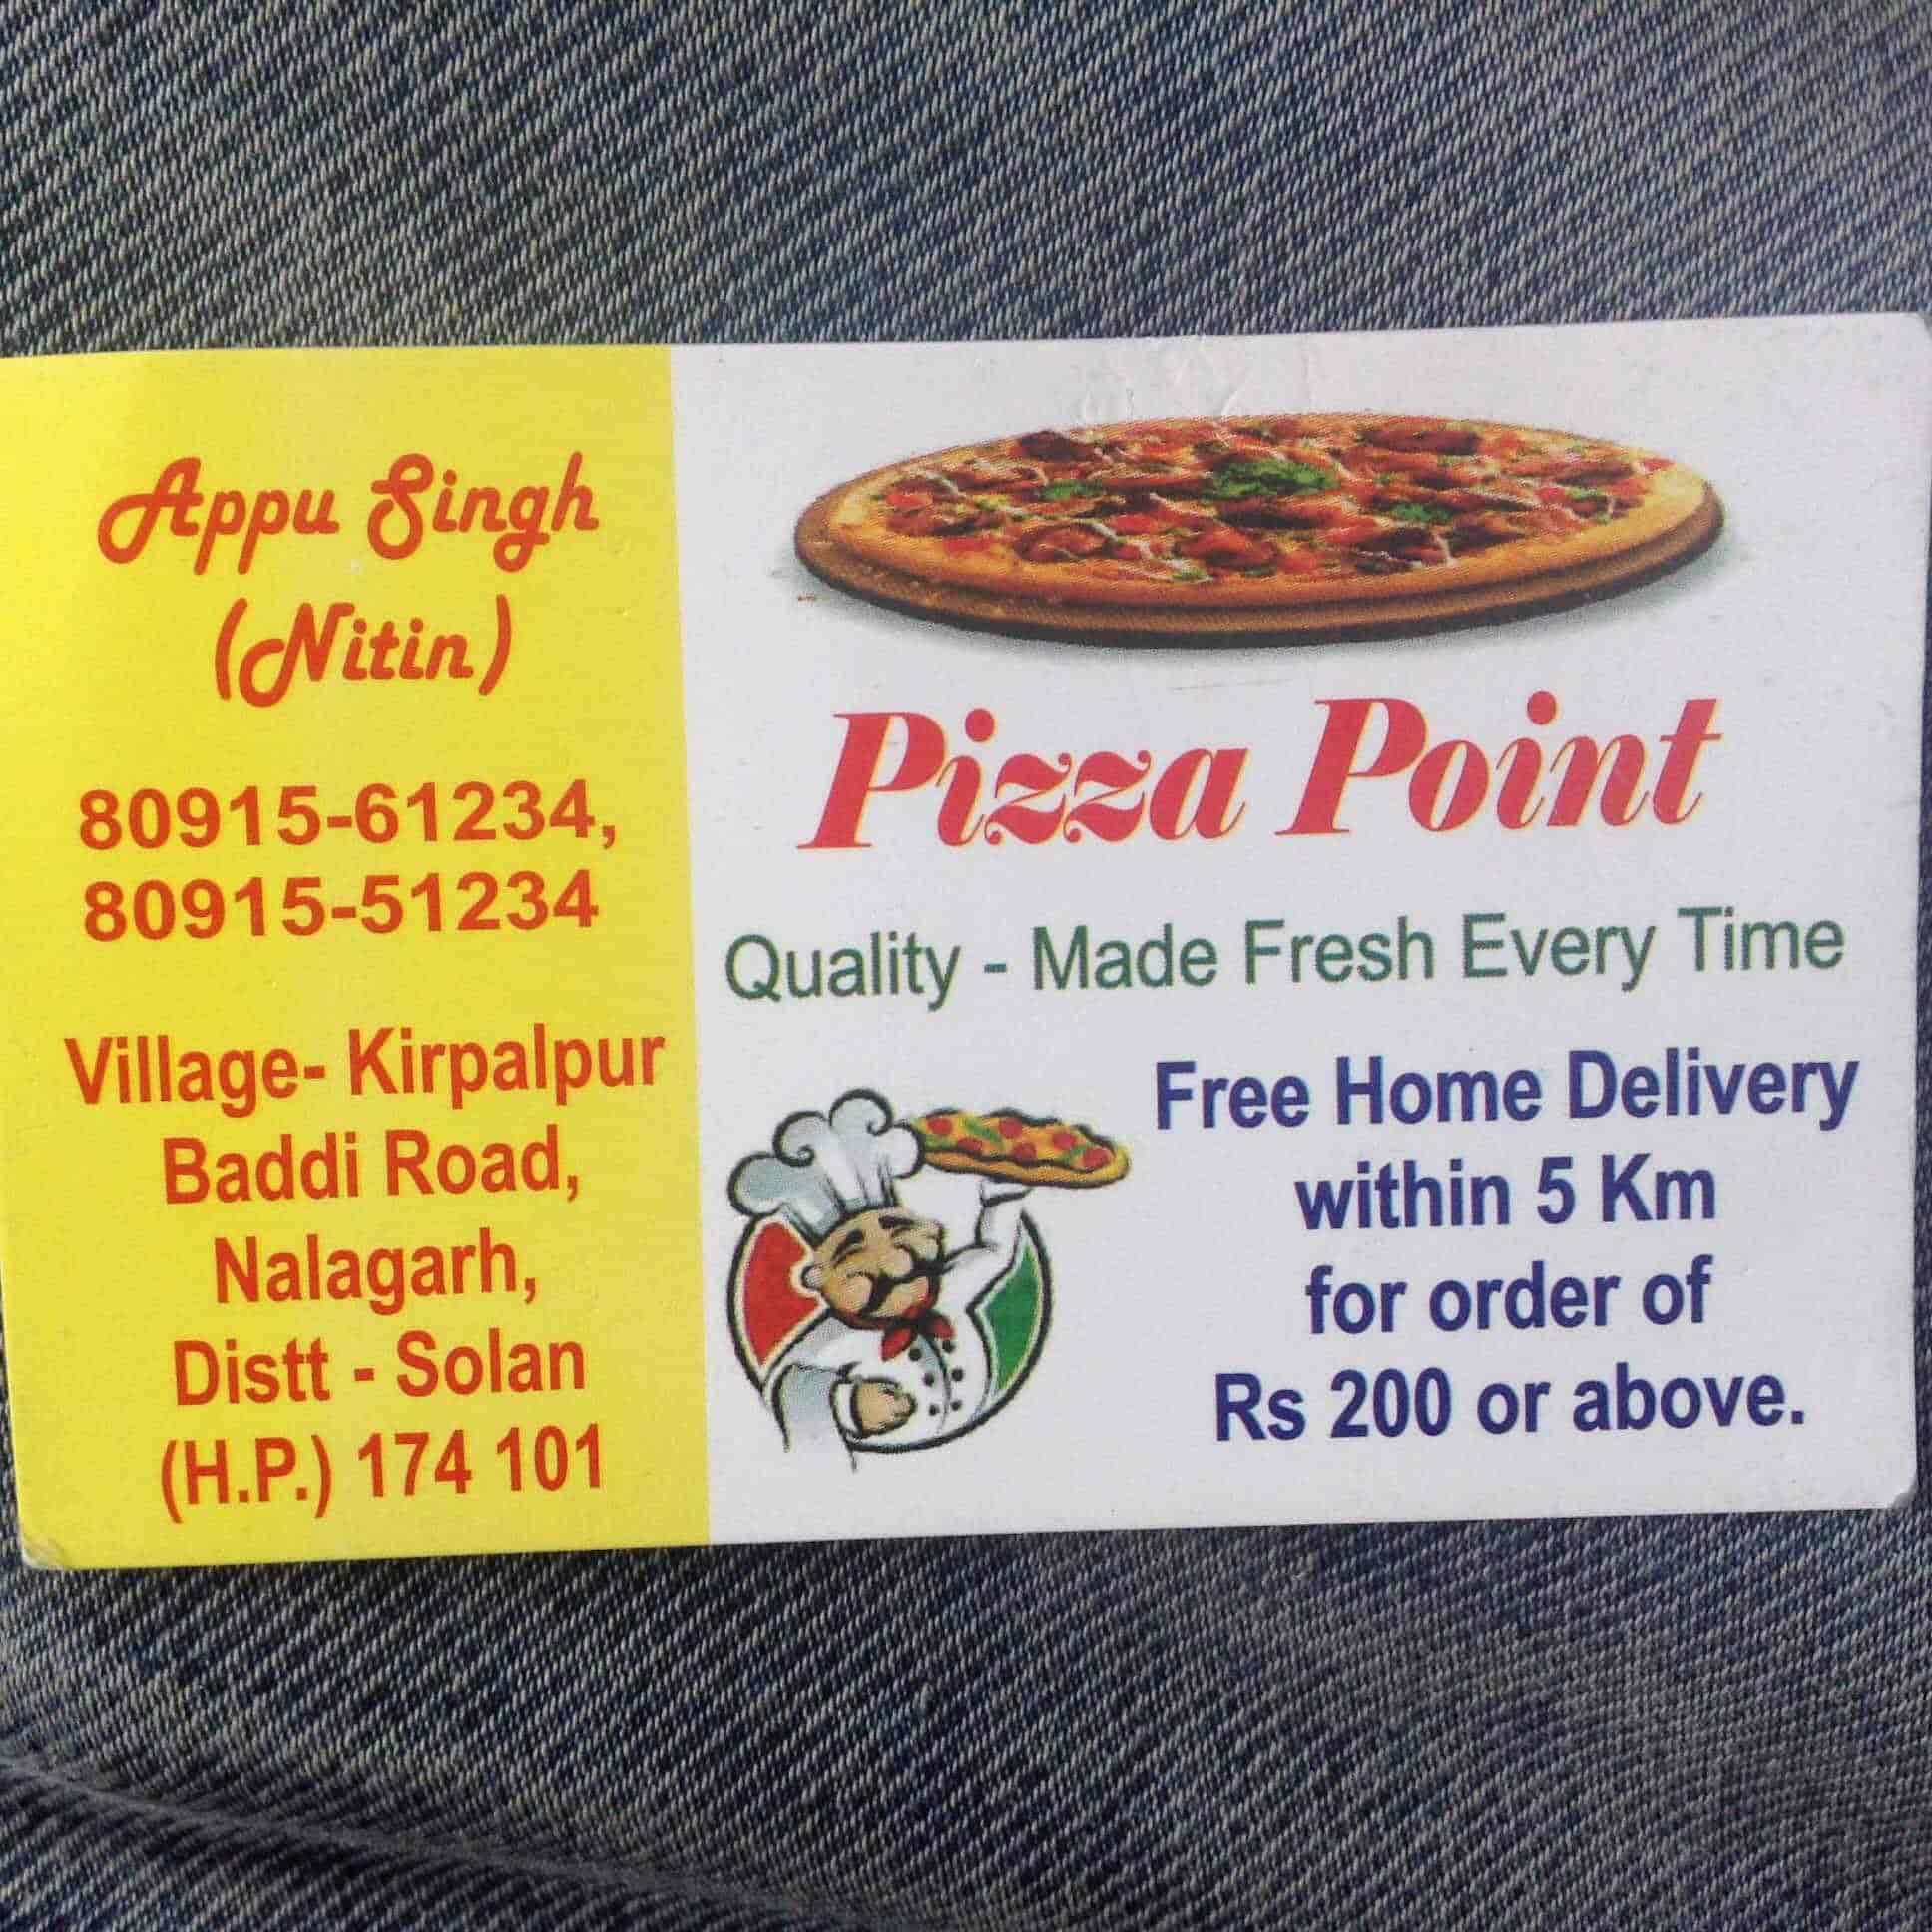 Appu Singh
(Nitin)
80915-61234,
80915-51234
Village- Kirpalpur
Baddi Road,
Nalagarh,
Distt - Solan
(H.P.) 174 101
Pizza Point
Quality - Made Fresh Every Time
Free Home Delivery
within 5 Km
for order of
Rs 200 or above.